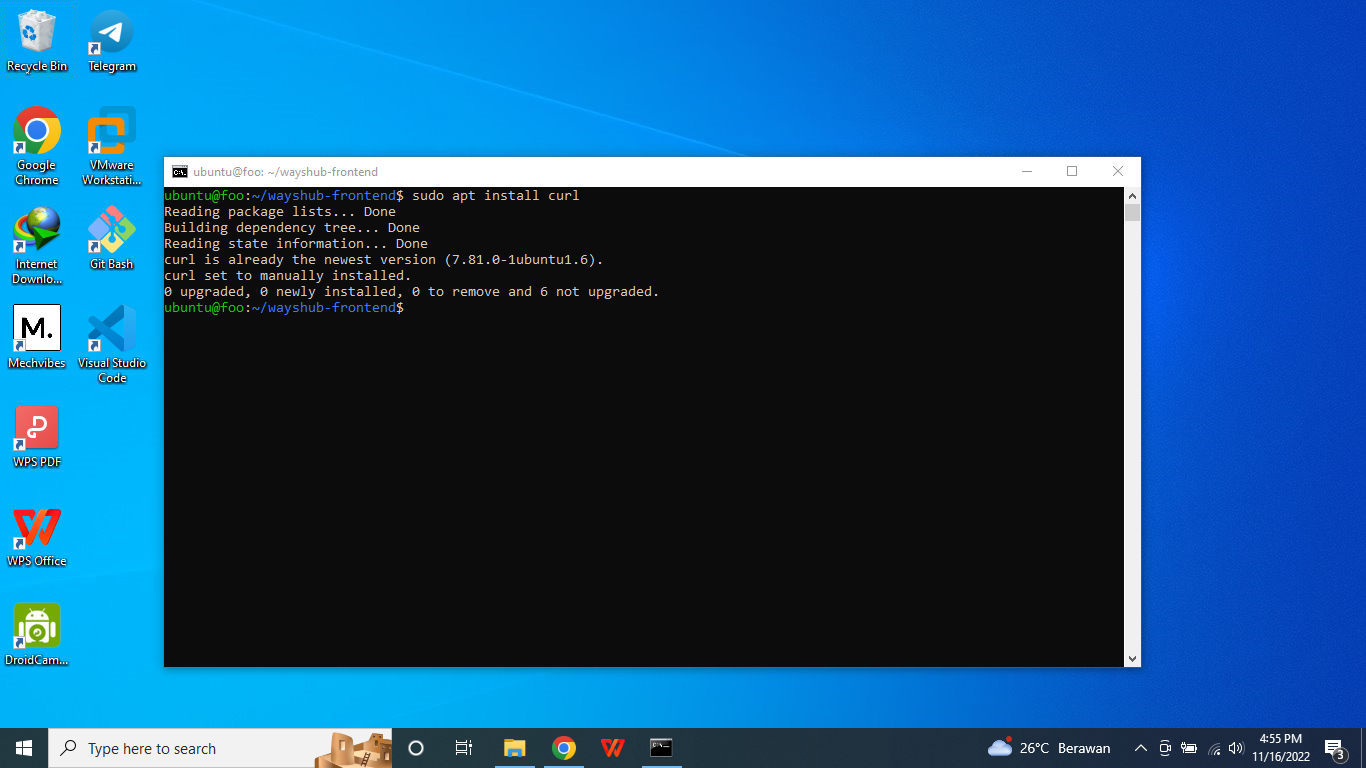 Recycle Bin
Telegram
Google
Chrome
VMware
Workstati...
Internet
Downlo...
Git Bash
M.
Mechvibes
Visual Studio
Code
WPS PDF
WPS Office
DroidCam...
ubuntu@foo: ~/wayshub-frontend
ubuntu@foo:~/wayshub-frontend$ sudo apt install curl
Reading package lists... Done
Building dependency tree... Done
Reading state information... Done
curl is already the newest version (7.81.0-1ubuntu1.6).
curl set to manually installed.
0 upgraded, 0 newly installed, 0 to remove and 6 not upgraded.
ubuntu@foo:~/wayshub-frontend$
Type here to search
26°C Berawan
4:55 PM
11/16/2022
3